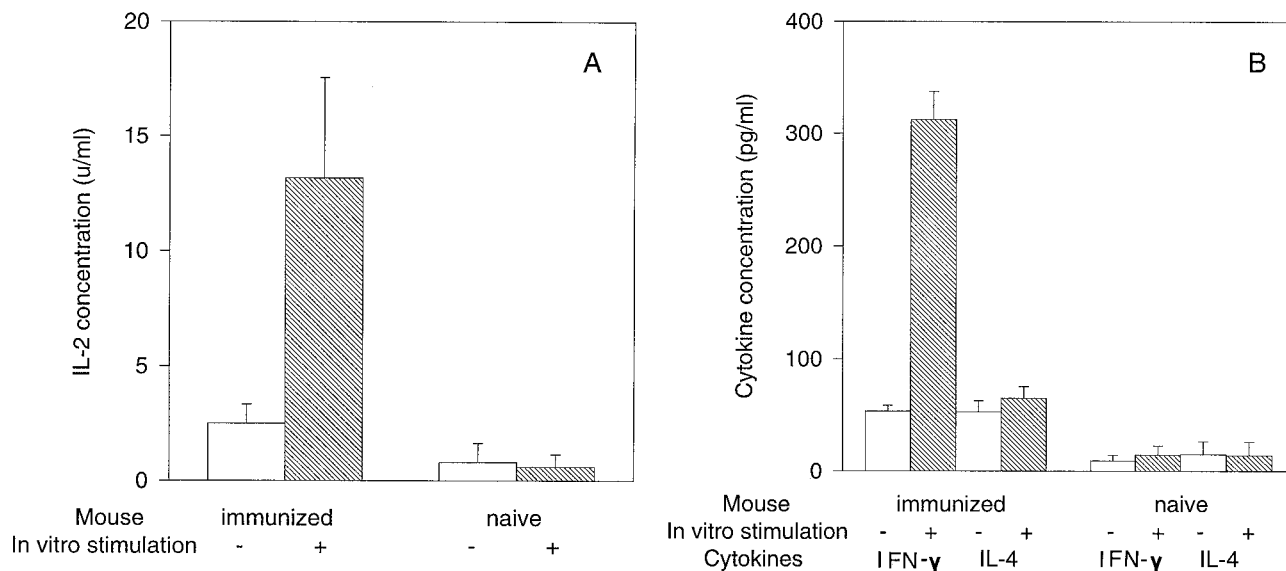 A
IL-2 concentration (u/ml)
20
15
10
5
0
Mouse immunized naive
In vitro stimulation - + - +
B
Cytokine concentration (pg/ml)
400
300
200
100
0
Mouse immunized naive
In vitro stimulation - + - + - + - +
Cytokines IFN-γ IL-4 IFN-γ IL-4